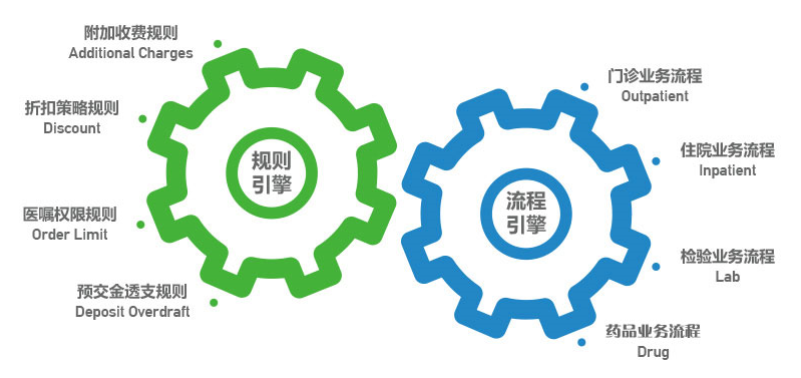 附加收费规则
Additional Charges
折扣策略规则
Discount
医嘱权限规则
Order Limit
预交金透支规则
Deposit Overdraft
规则
引擎
流程
引擎
门诊业务流程
Outpatient
住院业务流程
Inpatient
检验业务流程
Lab
药品业务流程
Drug